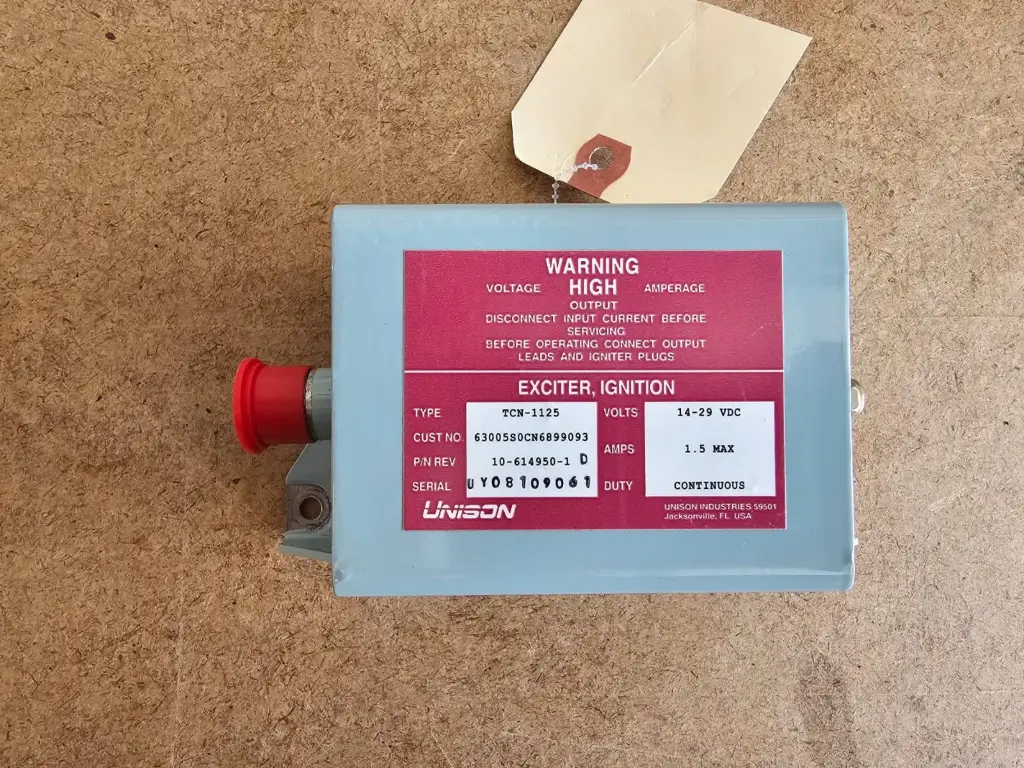 WARNING
VOLTAGE HIGH AMPERAGE
OUTPUT
DISCONNECT INPUT CURRENT BEFORE
SERVICING
BEFORE OPERATING CONNECT OUTPUT
LEADS AND IGNITER PLUGS
EXCITER, IGNITION
TYPE TCN-1125 VOLTS 14-29 VDC
CUST NO. 63005S0CN6899093
AMPS 1.5 MAX
P/N REV 10-614950-1 D
SERIAL UY08109061 DUTY CONTINUOUS
UNISON
UNISON INDUSTRIES 59501
Jacksonville, FL USA